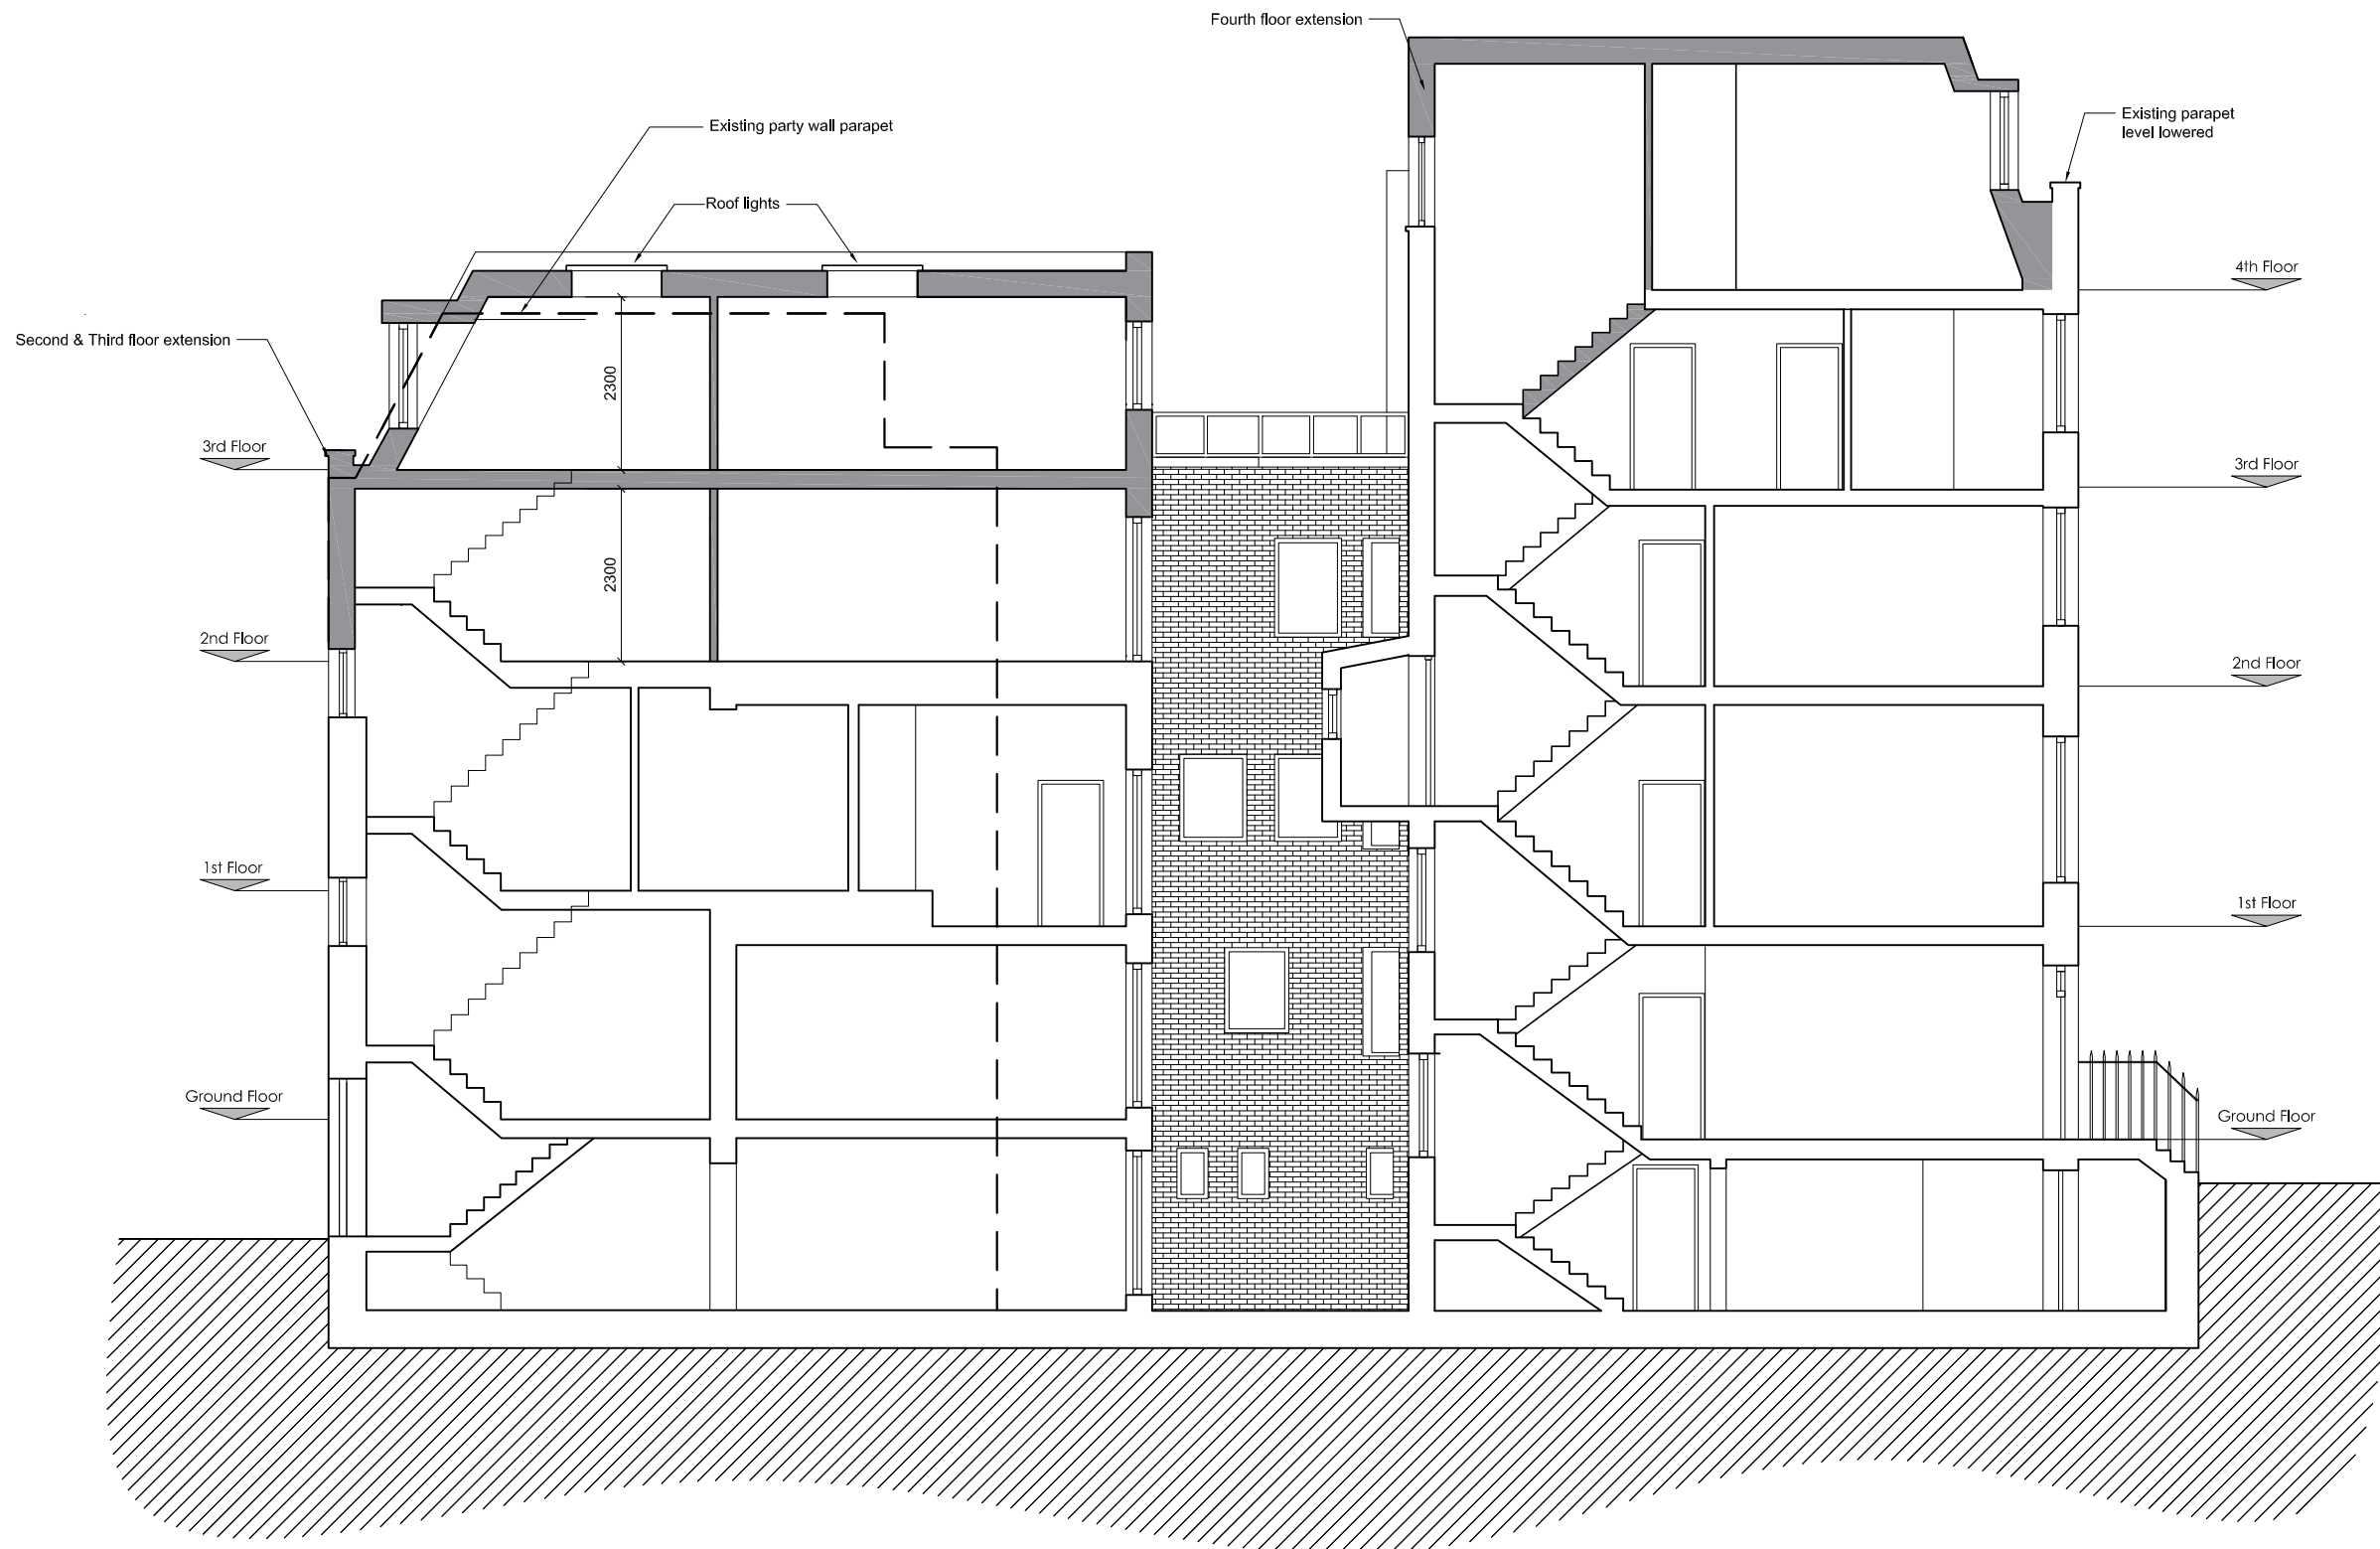 Fourth floor extension
Existing parapet
level lowered
Existing party wall parapet
Roof lights
Second & Third floor extension
4th Floor
3rd Floor
3rd Floor
2nd Floor
2nd Floor
1st Floor
1st Floor
Ground Floor
Ground Floor
2300
2300